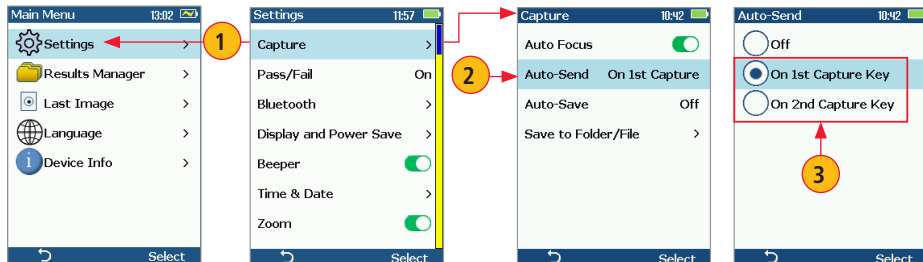 Main Menu 13:02
Settings >
Results Manager >
Last Image >
Language >
i Device Info >
Select
1
Settings 11:57
Capture >
Pass/Fail On
Bluetooth >
Display and Power Save >
Beeper
Time & Date >
Zoom
Select
2
Capture 10:42
Auto Focus
Auto-Send On 1st Capture
Auto-Save Off
Save to Folder/File >
Select
Auto-Send 10:42
Off
On 1st Capture Key
On 2nd Capture Key
3
Select